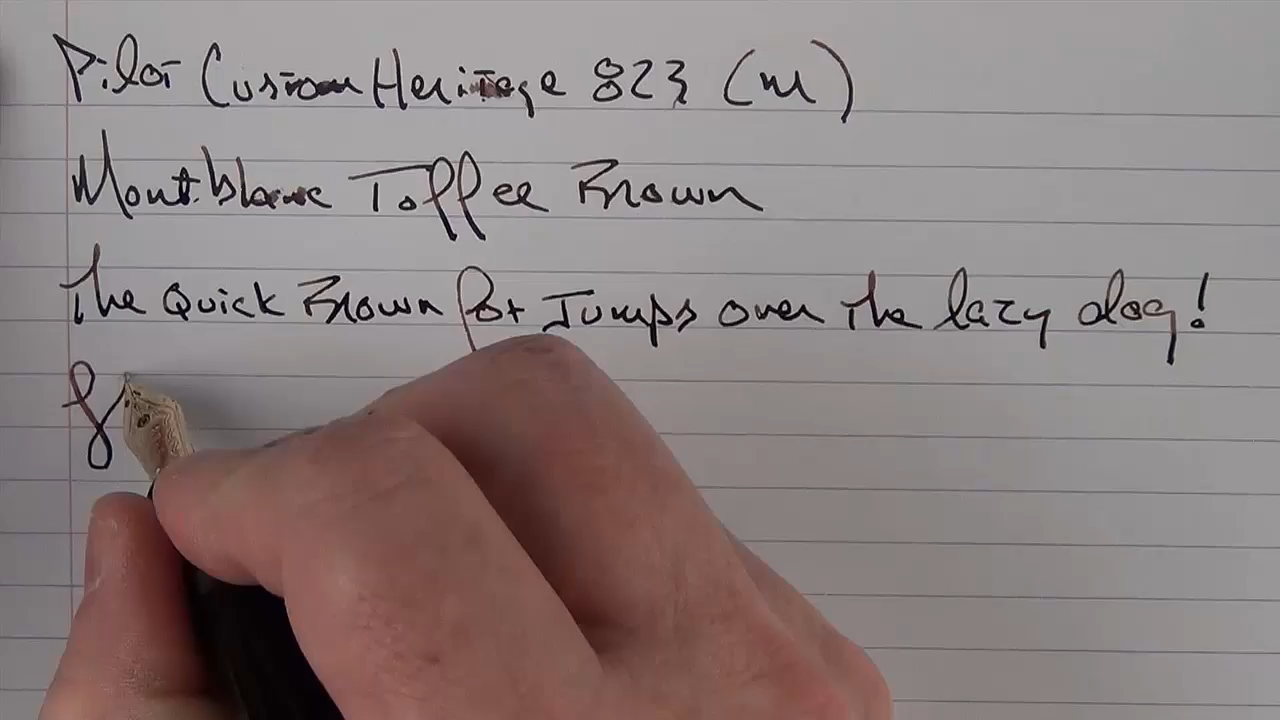 Pilot Custom Heritage 823 (M)
Montblanc Toffee Brown
The Quick Brown fox Jumps over the lazy dog!